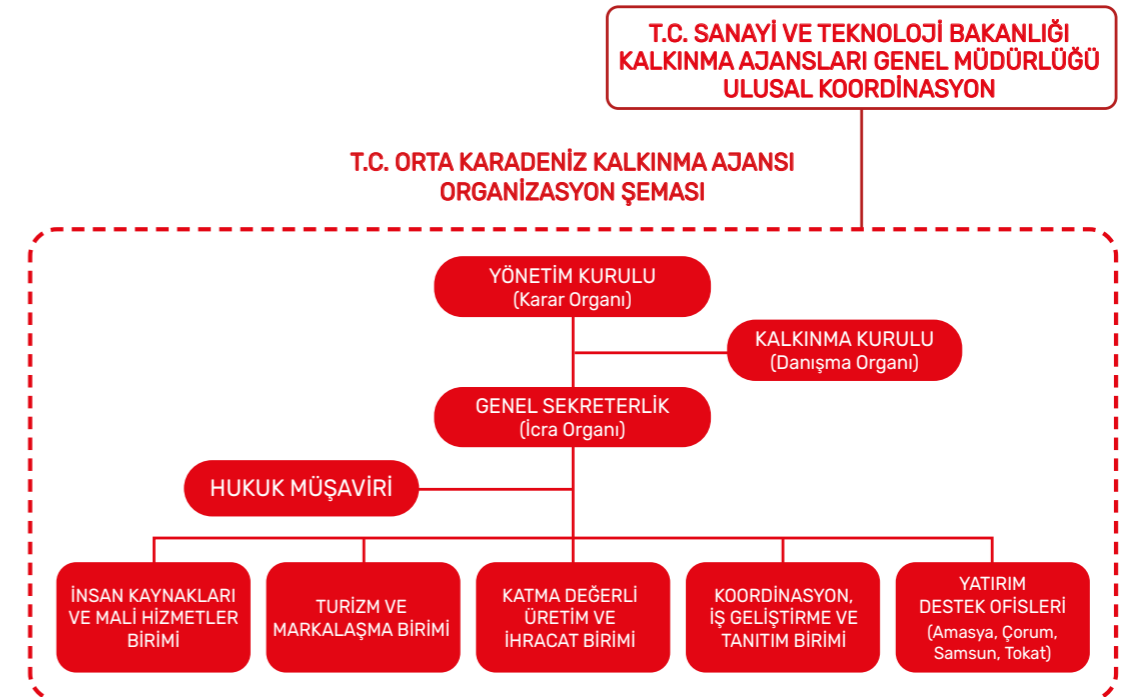 T.C. SANAYİ VE TEKNOLOJİ BAKANLIĞI
KALKINMA AJANSLARI GENEL MÜDÜRLÜĞÜ
ULUSAL KOORDİNASYON
T.C. ORTA KARADENİZ KALKINMA AJANSI
ORGANİZASYON ŞEMASI
YÖNETİM KURULU
(Karar Organı)
KALKINMA KURULU
(Danışma Organı)
GENEL SEKRETERLİK
(İcra Organı)
HUKUK MÜŞAVİRİ
İNSAN KAYNAKLARI
VE MALİ HİZMETLER
BİRİMİ
TURİZM VE
MARKALAŞMA BİRİMİ
KATMA DEĞERLİ
ÜRETİM VE
İHRACAT BİRİMİ
KOORDİNASYON,
İŞ GELİŞTİRME VE
TANITIM BİRİMİ
YATIRIM
DESTEK OFİSLERİ
(Amasya, Çorum,
Samsun, Tokat)